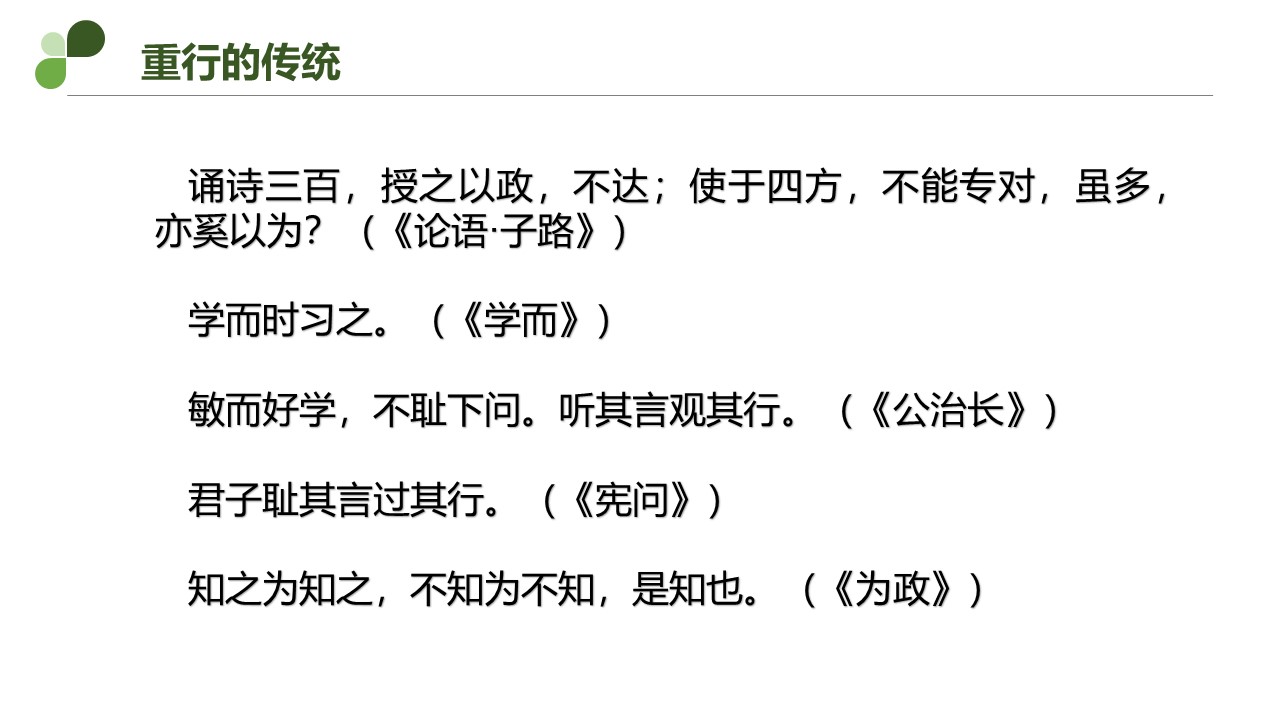 重行的传统
诵诗三百，授之以政，不达；使于四方，不能专对，虽多，
亦奚以为？（《论语·子路》）
学而时习之。（《学而》）
敏而好学，不耻下问。听其言观其行。（《公治长》）
君子耻其言过其行。（《宪问》）
知之为知之，不知为不知，是知也。（《为政》）